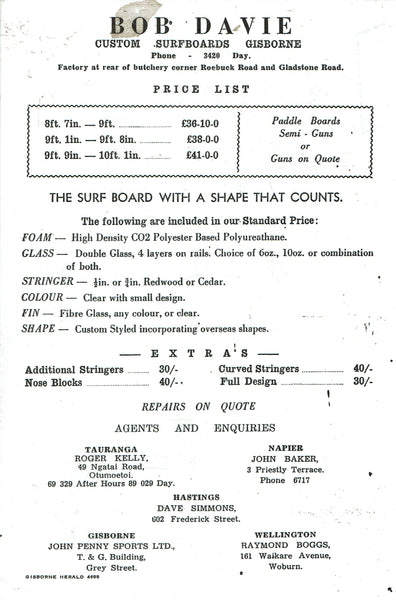 BOB DAVIE
CUSTOM SURFBOARDS GISBORNE
Phone - 3420 Day.
Factory at rear of butchery corner Roebuck Road and Gladstone Road.
PRICE LIST
8ft. 7in. — 9ft. .................. £36-10-0
9ft. 1in. — 9ft. 8in. ............ £38-0-0
9ft. 9in. — 10ft. 1in. .......... £41-0-0
Paddle Boards
Semi - Guns
or
Guns on Quote
THE SURF BOARD WITH A SHAPE THAT COUNTS.
The following are included in our Standard Price:
FOAM — High Density CO2 Polyester Based Polyureathane.
GLASS — Double Glass, 4 layers on rails. Choice of 6oz., 10oz. or combination
of both.
STRINGER — in. or in. Redwood or Cedar.
COLOUR — Clear with small design.
FIN — Fibre Glass, any colour, or clear.
SHAPE — Custom Styled incorporating overseas shapes.
— EXTRA'S —
Additional Stringers ........ 30/- Curved Stringers ............ 40/-
Nose Blocks .................. 40/- Full Design .................. 30/-
REPAIRS ON QUOTE
AGENTS AND ENQUIRIES
TAURANGA
ROGER KELLY,
49 Ngatai Road,
Otumoetoi.
69 329 After Hours 89 029 Day.
NAPIER
JOHN BAKER,
3 Priestly Terrace.
Phone 6717
HASTINGS
DAVE SIMMONS,
602 Frederick Street.
GISBORNE
JOHN PENNY SPORTS LTD.,
T. & G. Building,
Grey Street.
WELLINGTON
RAYMOND BOGGS,
161 Waikare Avenue,
Woburn.
GISBORNE HERALD